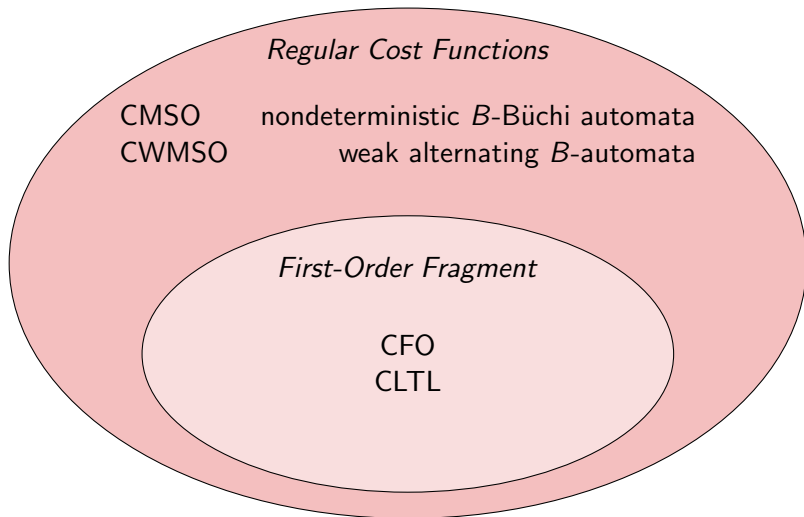 Regular Cost Functions
CMSO nondeterministic B-Büchi automata
CWMSO weak alternating B-automata
First-Order Fragment
CFO
CLTL